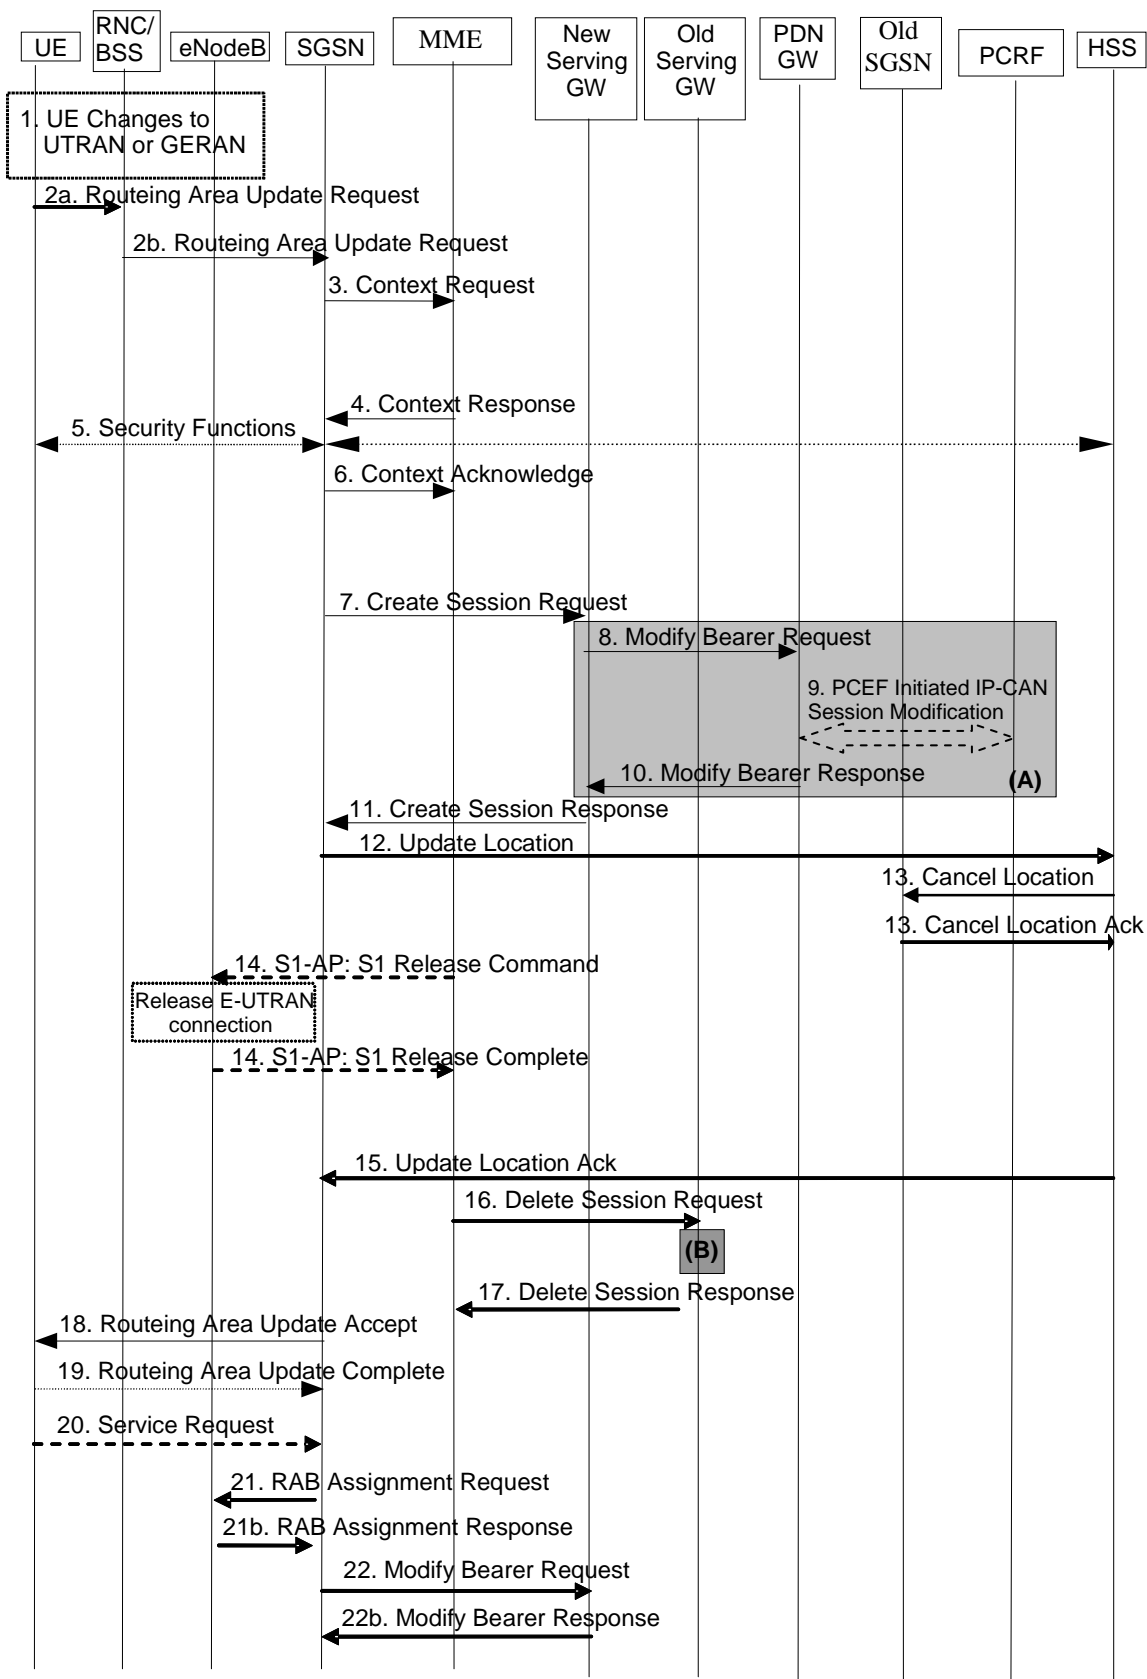 UE
RNC/
BSS
eNodeB
SGSN
MME
New
Serving
GW
Old
Serving
GW
PDN
GW
Old
SGSN
PCRF
HSS
1. UE Changes to
UTRAN or GERAN
2a. Routeing Area Update Request
2b. Routeing Area Update Request
3. Context Request
4. Context Response
5. Security Functions
6. Context Acknowledge
7. Create Session Request
8. Modify Bearer Request
9. PCEF Initiated IP-CAN
Session Modification
10. Modify Bearer Response
(A)
11. Create Session Response
12. Update Location
13. Cancel Location
13. Cancel Location Ack
14. S1-AP: S1 Release Command
Release E-UTRAN
connection
14. S1-AP: S1 Release Complete
15. Update Location Ack
16. Delete Session Request
(B)
17. Delete Session Response
18. Routeing Area Update Accept
19. Routeing Area Update Complete
20. Service Request
21. RAB Assignment Request
21b. RAB Assignment Response
22. Modify Bearer Request
22b. Modify Bearer Response